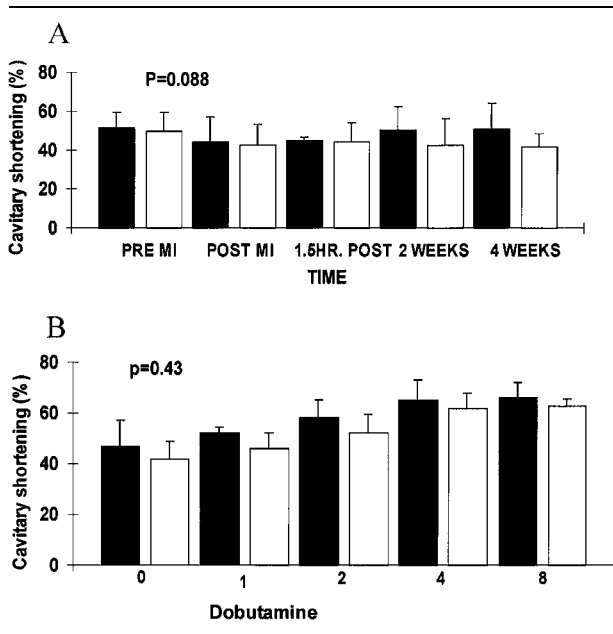 A
Cavitary shortening (%)
P=0.088
80
60
40
20
0
PRE MI POST MI 1.5HR. POST 2 WEEKS 4 WEEKS
TIME
B
Cavitary shortening (%)
p=0.43
80
60
40
20
0
0 1 2 4 8
Dobutamine